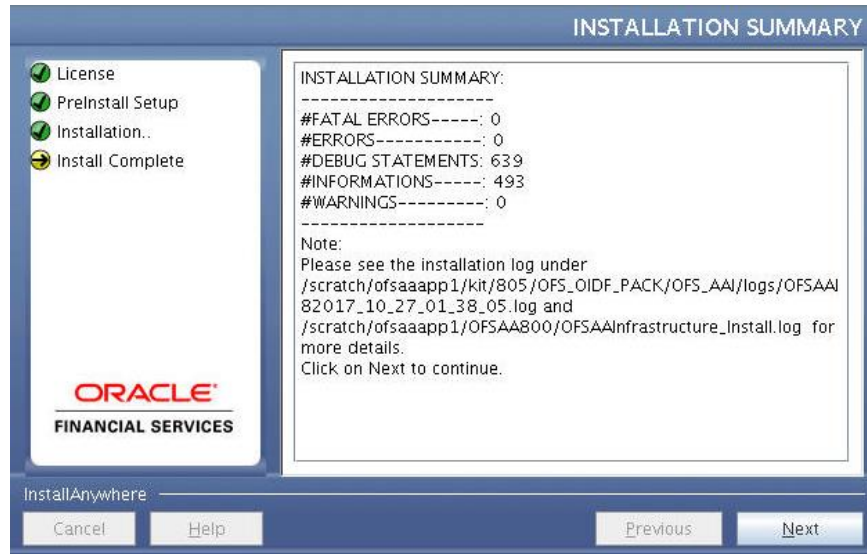 INSTALLATION SUMMARY
License
PreInstall Setup
Installation..
Install Complete
INSTALLATION SUMMARY:
--------------------
#FATAL ERRORS-----: 0
#ERRORS-----------: 0
#DEBUG STATEMENTS: 639
#INFORMATIONS-----: 493
#WARNINGS---------: 0
-------------------
Note:
Please see the installation log under
/scratch/ofsaaapp1/kit/805/OFS_OIDF_PACK/OFS_AAI/logs/OFSAAI
82017_10_27_01_38_05.log and
/scratch/ofsaaapp1/OFSAA800/OFSAAInfrastructure_Install.log for
more details.
Click on Next to continue.
ORACLE
FINANCIAL SERVICES
InstallAnywhere
Cancel
Help
Previous
Next